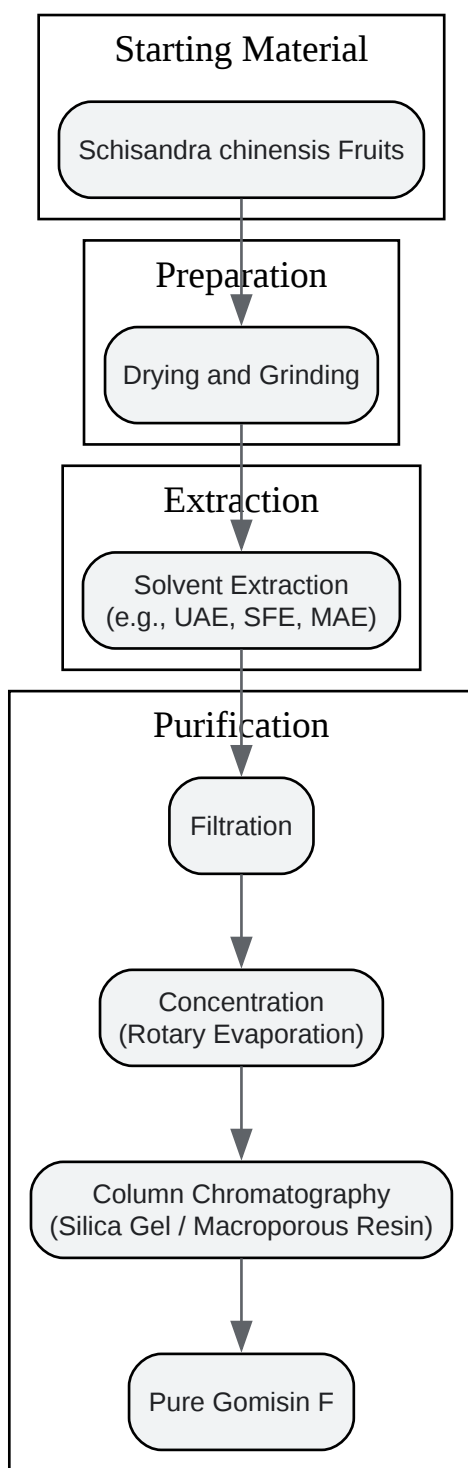 Starting Material
Schisandra chinensis Fruits
Preparation
Drying and Grinding
Extraction
Solvent Extraction
(e.g., UAE, SFE, MAE)
Purification
Filtration
Concentration
(Rotary Evaporation)
Column Chromatography
(Silica Gel / Macroporous Resin)
Pure Gomisin F